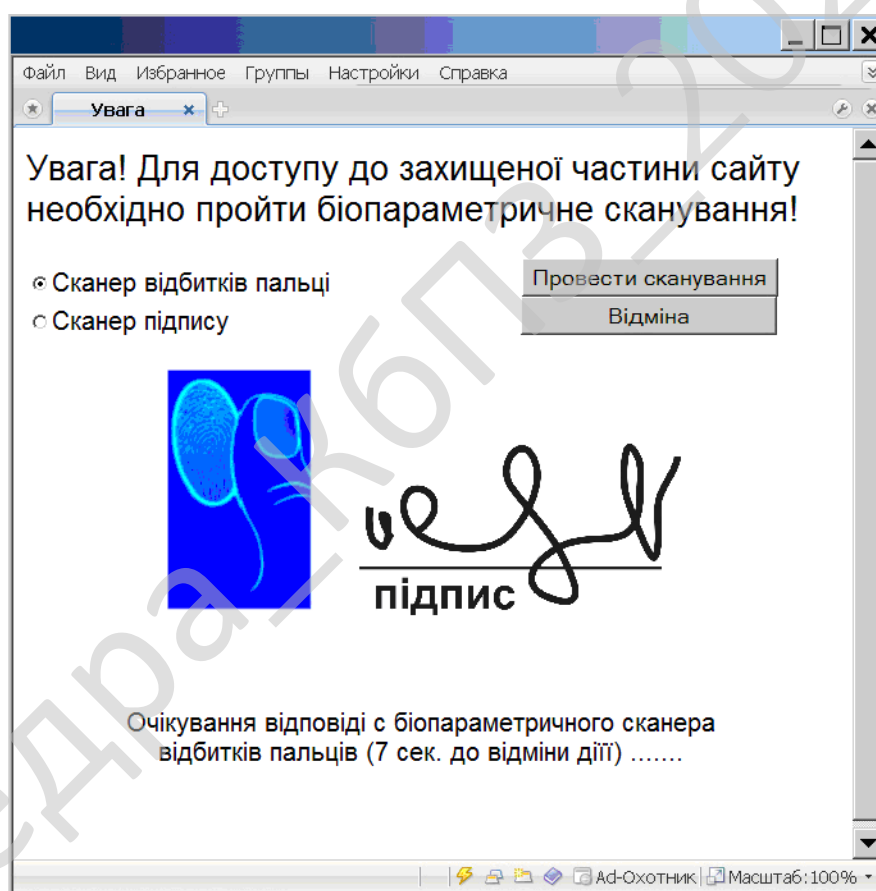 Файл Вид Избранное Группы Настройки Справка
Увага
Увага! Для доступу до захищеної частини сайту
необхідно пройти біопараметричне сканування!
Сканер відбитків пальці
Сканер підпису
Провести сканування
Відміна
підпис
Очікування відповіді с біопараметричного сканера
відбитків пальців (7 сек. до відміни діїї) .......
Ad-Охотник Масштаб:100%